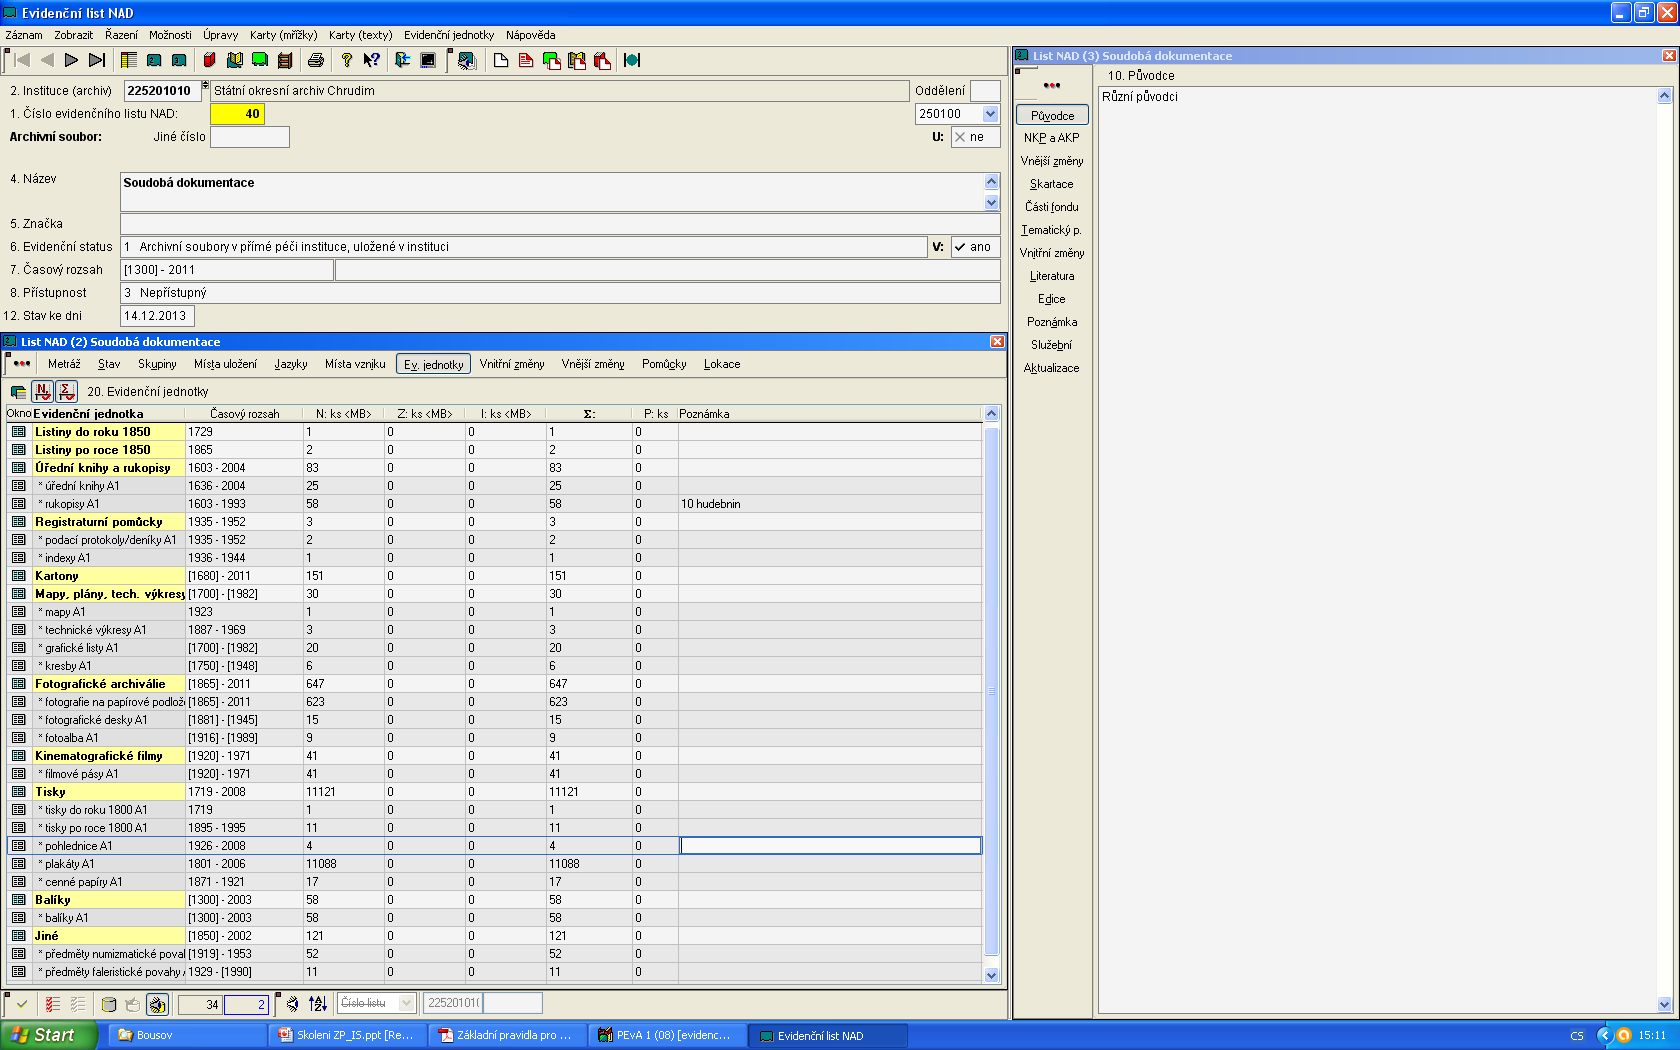 Evidenční list NAD
Záznam Zobrazit Řazení Možnosti Úpravy Karty (mřížky) Karty (texty) Evidenční jednotky Nápověda
2. Instituce (archiv) 225201010 Státní okresní archiv Chrudim Oddělení
1. Číslo evidenčního listu NAD: 40 250100
Archivní soubor: Jiné číslo U: ne
4. Název Soudobá dokumentace
5. Značka
6. Evidenční status 1 Archivní soubory v přímé péči instituce, uložené v instituci V: ano
7. Časový rozsah [1300] - 2011
8. Přístupnost 3 Nepřístupný
12. Stav ke dni 14.12.2013
List NAD (2) Soudobá dokumentace
Metráž Stav Skupiny Místa uložení Jazyky Místa vzniku Ev. jednotky Vnitřní změny Vnější změny Pomůcky Lokace
20. Evidenční jednotky
Okno Evidenční jednotka Časový rozsah N: ks <MB> Z: ks <MB> I: ks <MB> Σ: P: ks Poznámka
Listiny do roku 1850 1729 1 0 0 1 0
Listiny po roce 1850 1865 2 0 0 2 0
Úřední knihy a rukopisy 1603 - 2004 83 0 0 83 0
* úřední knihy A1 1636 - 2004 25 0 0 25 0
* rukopisy A1 1603 - 1993 58 0 0 58 0 10 hudebnin
Registraturní pomůcky 1935 - 1952 3 0 0 3 0
* podací protokoly/deníky A1 1935 - 1952 2 0 0 2 0
* indexy A1 1936 - 1944 1 0 0 1 0
Kartony [1680] - 2011 151 0 0 151 0
Mapy, plány, tech. výkresy [1700] - [1982] 30 0 0 30 0
* mapy A1 1923 1 0 0 1 0
* technické výkresy A1 1887 - 1969 3 0 0 3 0
* grafické listy A1 [1700] - [1982] 20 0 0 20 0
* kresby A1 [1750] - [1948] 6 0 0 6 0
Fotografické archiválie [1865] - 2011 647 0 0 647 0
* fotografie na papírové podlož [1865] - 2011 623 0 0 623 0
* fotografické desky A1 [1881] - [1945] 15 0 0 15 0
* fotoalba A1 [1916] - [1989] 9 0 0 9 0
Kinematografické filmy [1920] - 1971 41 0 0 41 0
* filmové pásy A1 [1920] - 1971 41 0 0 41 0
Tisky 1719 - 2008 11121 0 0 11121 0
* tisky do roku 1800 A1 1719 1 0 0 1 0
* tisky po roce 1800 A1 1895 - 1995 11 0 0 11 0
* pohlednice A1 1926 - 2008 4 0 0 4 0
* plakáty A1 1801 - 2006 11088 0 0 11088 0
* cenné papíry A1 1871 - 1921 17 0 0 17 0
Balíky [1300] - 2003 58 0 0 58 0
* balíky A1 [1300] - 2003 58 0 0 58 0
Jiné [1850] - 2002 121 0 0 121 0
* předměty numizmatické povał [1919] - 1953 52 0 0 52 0
* předměty faleristické povahy 1929 - [1990] 11 0 0 11 0
34 2 Číslo listu 225201010
List NAD (3) Soudobá dokumentace
10. Původce
Různí původci
Původce
NKP a AKP
Vnější změny
Skartace
Části fondu
Tematický p.
Vnitřní změny
Literatura
Edice
Poznámka
Služební
Aktualizace
Start Bousov Skoleni ZP_IS.ppt [Re... Základní pravidla pro ... PEvA 1 (08) [evidenc... Evidenční list NAD CS 15:11